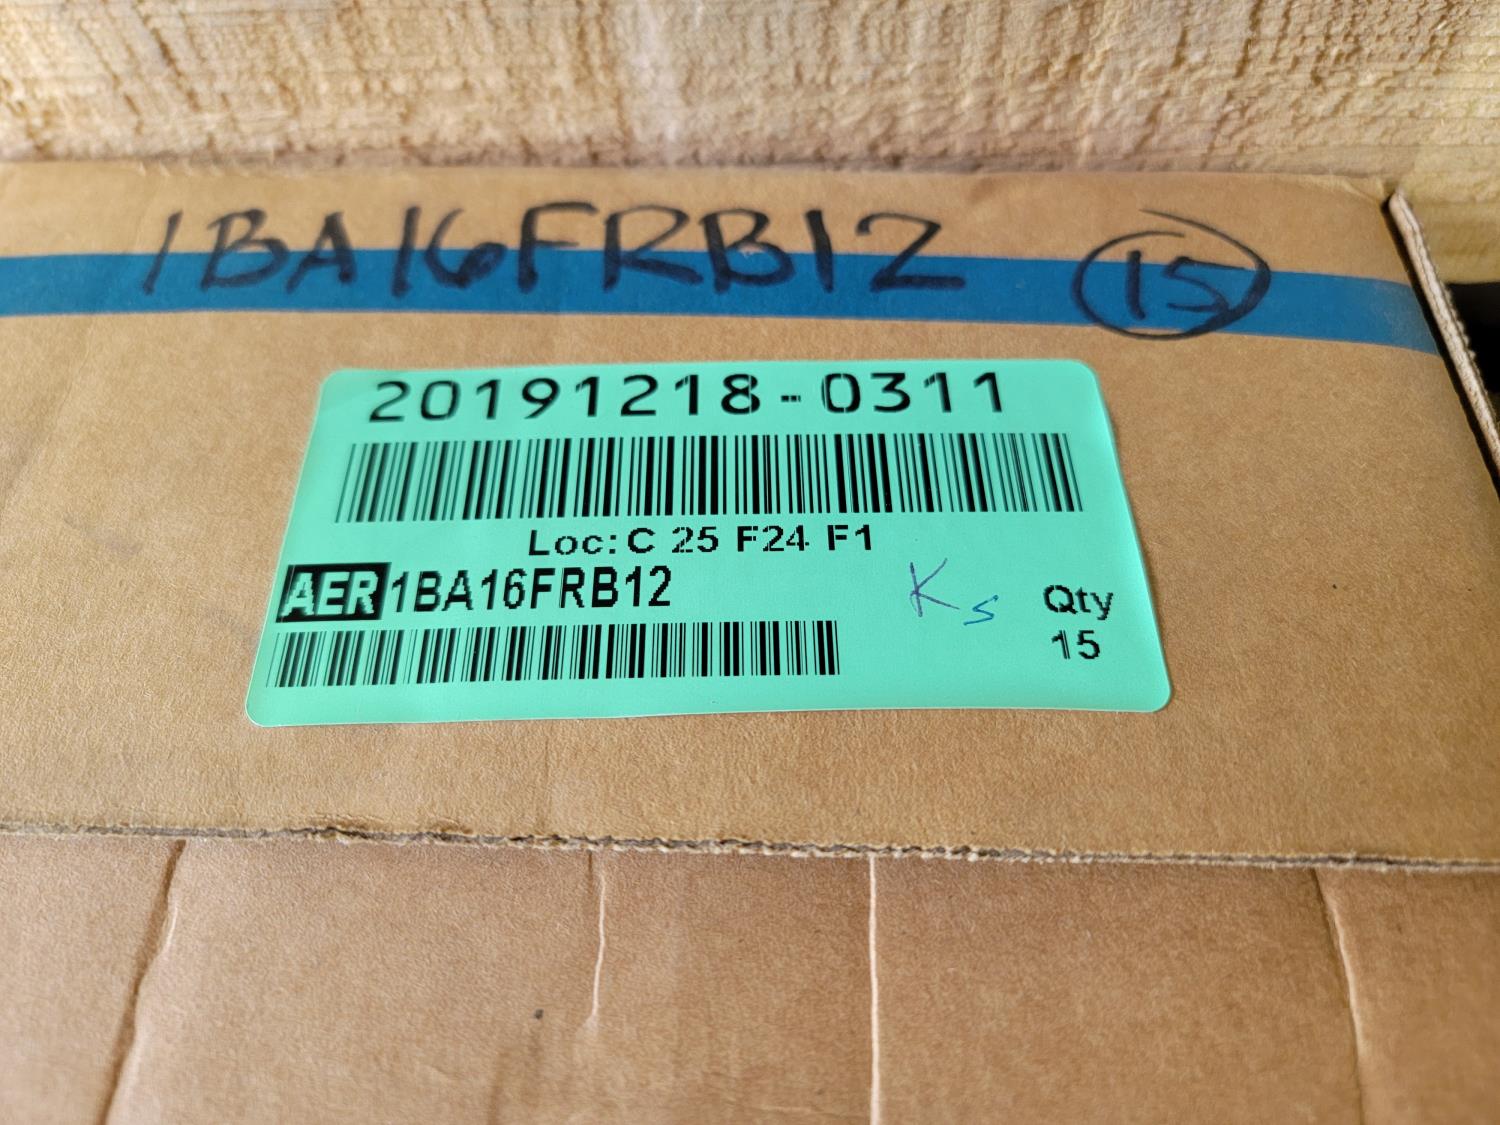 1BA16FRB12 15
20191218-0311
Loc: C 25 F24 F1
AER 1BA16FRB12
Ks
Qty
15